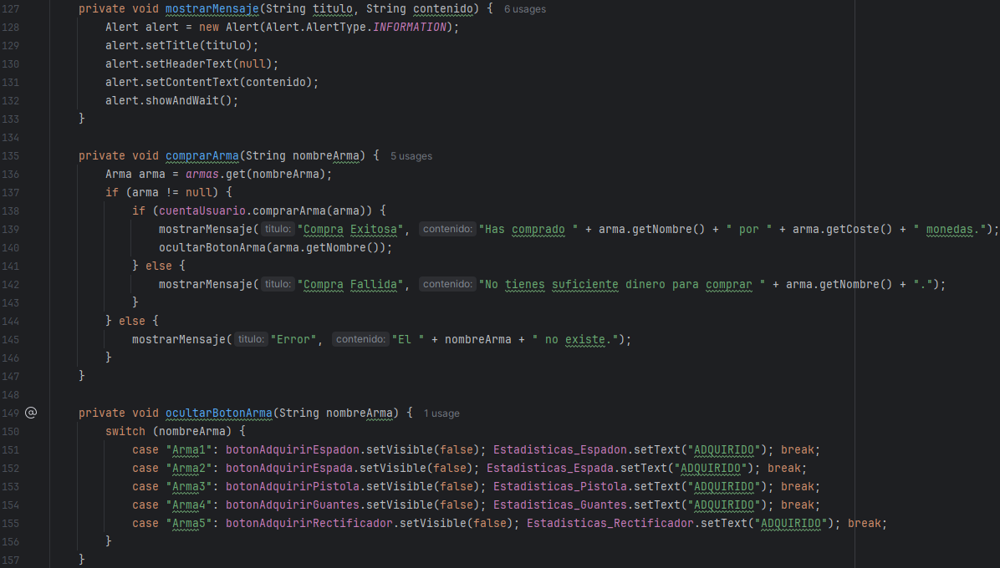 127 private void mostrarMensaje(String titulo, String contenido) { 6 usages
128 Alert alert = new Alert(Alert.AlertType.INFORMATION);
129 alert.setTitle(titulo);
130 alert.setHeaderText(null);
131 alert.setContentText(contenido);
132 alert.showAndWait();
133 }
134
135 private void comprarArma(String nombreArma) { 5 usages
136 Arma arma = armas.get(nombreArma);
137 if (arma != null) {
138 if (cuentaUsuario.comprarArma(arma)) {
139 mostrarMensaje( titulo: "Compra Exitosa", contenido: "Has comprado " + arma.getNombre() + " por " + arma.getCoste() + " monedas.");
140 ocultarBotonArma(arma.getNombre());
141 } else {
142 mostrarMensaje( titulo: "Compra Fallida", contenido: "No tienes suficiente dinero para comprar " + arma.getNombre() + ".");
143 }
144 } else {
145 mostrarMensaje( titulo: "Error", contenido: "El " + nombreArma + " no existe.");
146 }
147 }
148
149 @ private void ocultarBotonArma(String nombreArma) { 1 usage
150 switch (nombreArma) {
151 case "Arma1": botonAdquirirEspadon.setVisible(false); Estadisticas_Espadon.setText("ADQUIRIDO"); break;
152 case "Arma2": botonAdquirirEspada.setVisible(false); Estadisticas_Espada.setText("ADQUIRIDO"); break;
153 case "Arma3": botonAdquirirPistola.setVisible(false); Estadisticas_Pistola.setText("ADQUIRIDO"); break;
154 case "Arma4": botonAdquirirGuantes.setVisible(false); Estadisticas_Guantes.setText("ADQUIRIDO"); break;
155 case "Arma5": botonAdquirirRectificador.setVisible(false); Estadisticas_Rectificador.setText("ADQUIRIDO"); break;
156 }
157 }